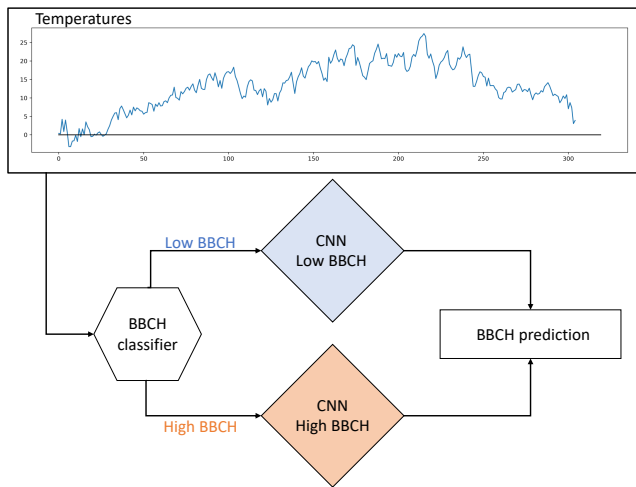 Temperatures
25
20
15
10
5
0
0 50 100 150 200 250 300
Low BBCH
CNN
Low BBCH
BBCH
classifier
BBCH prediction
High BBCH
CNN
High BBCH